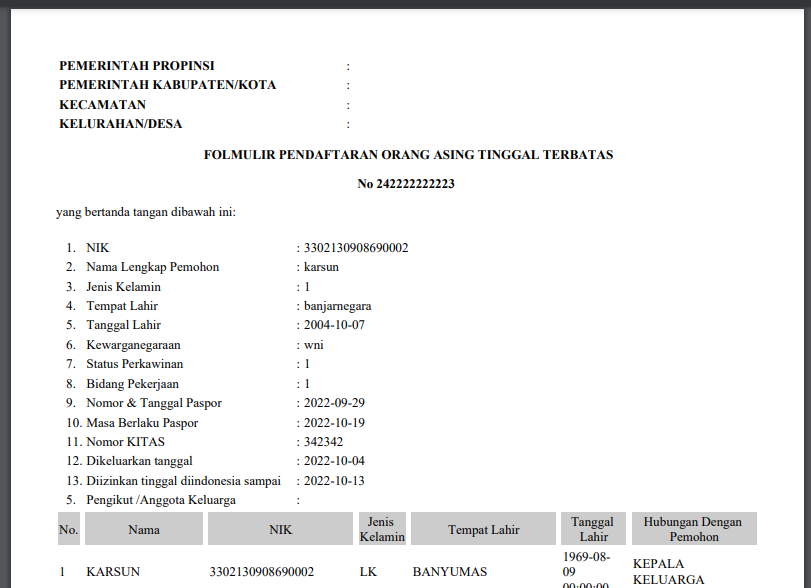 PEMERINTAH PROPINSI :
PEMERINTAH KABUPATEN/KOTA :
KECAMATAN :
KELURAHAN/DESA :
FOLMULIR PENDAFTARAN ORANG ASING TINGGAL TERBATAS
No 242222222223
yang bertanda tangan dibawah ini:
1. NIK : 3302130908690002
2. Nama Lengkap Pemohon : karsun
3. Jenis Kelamin : 1
4. Tempat Lahir : banjarnegara
5. Tanggal Lahir : 2004-10-07
6. Kewarganegaraan : wni
7. Status Perkawinan : 1
8. Bidang Pekerjaan : 1
9. Nomor & Tanggal Paspor : 2022-09-29
10. Masa Berlaku Paspor : 2022-10-19
11. Nomor KITAS : 342342
12. Dikeluarkan tanggal : 2022-10-04
13. Diizinkan tinggal diindonesia sampai : 2022-10-13
5. Pengikut /Anggota Keluarga :
No. Nama NIK Jenis Kelamin Tempat Lahir Tanggal Lahir Hubungan Dengan Pemohon
1 KARSUN 3302130908690002 LK BANYUMAS 1969-08-09 00:00:00 KEPALA KELUARGA